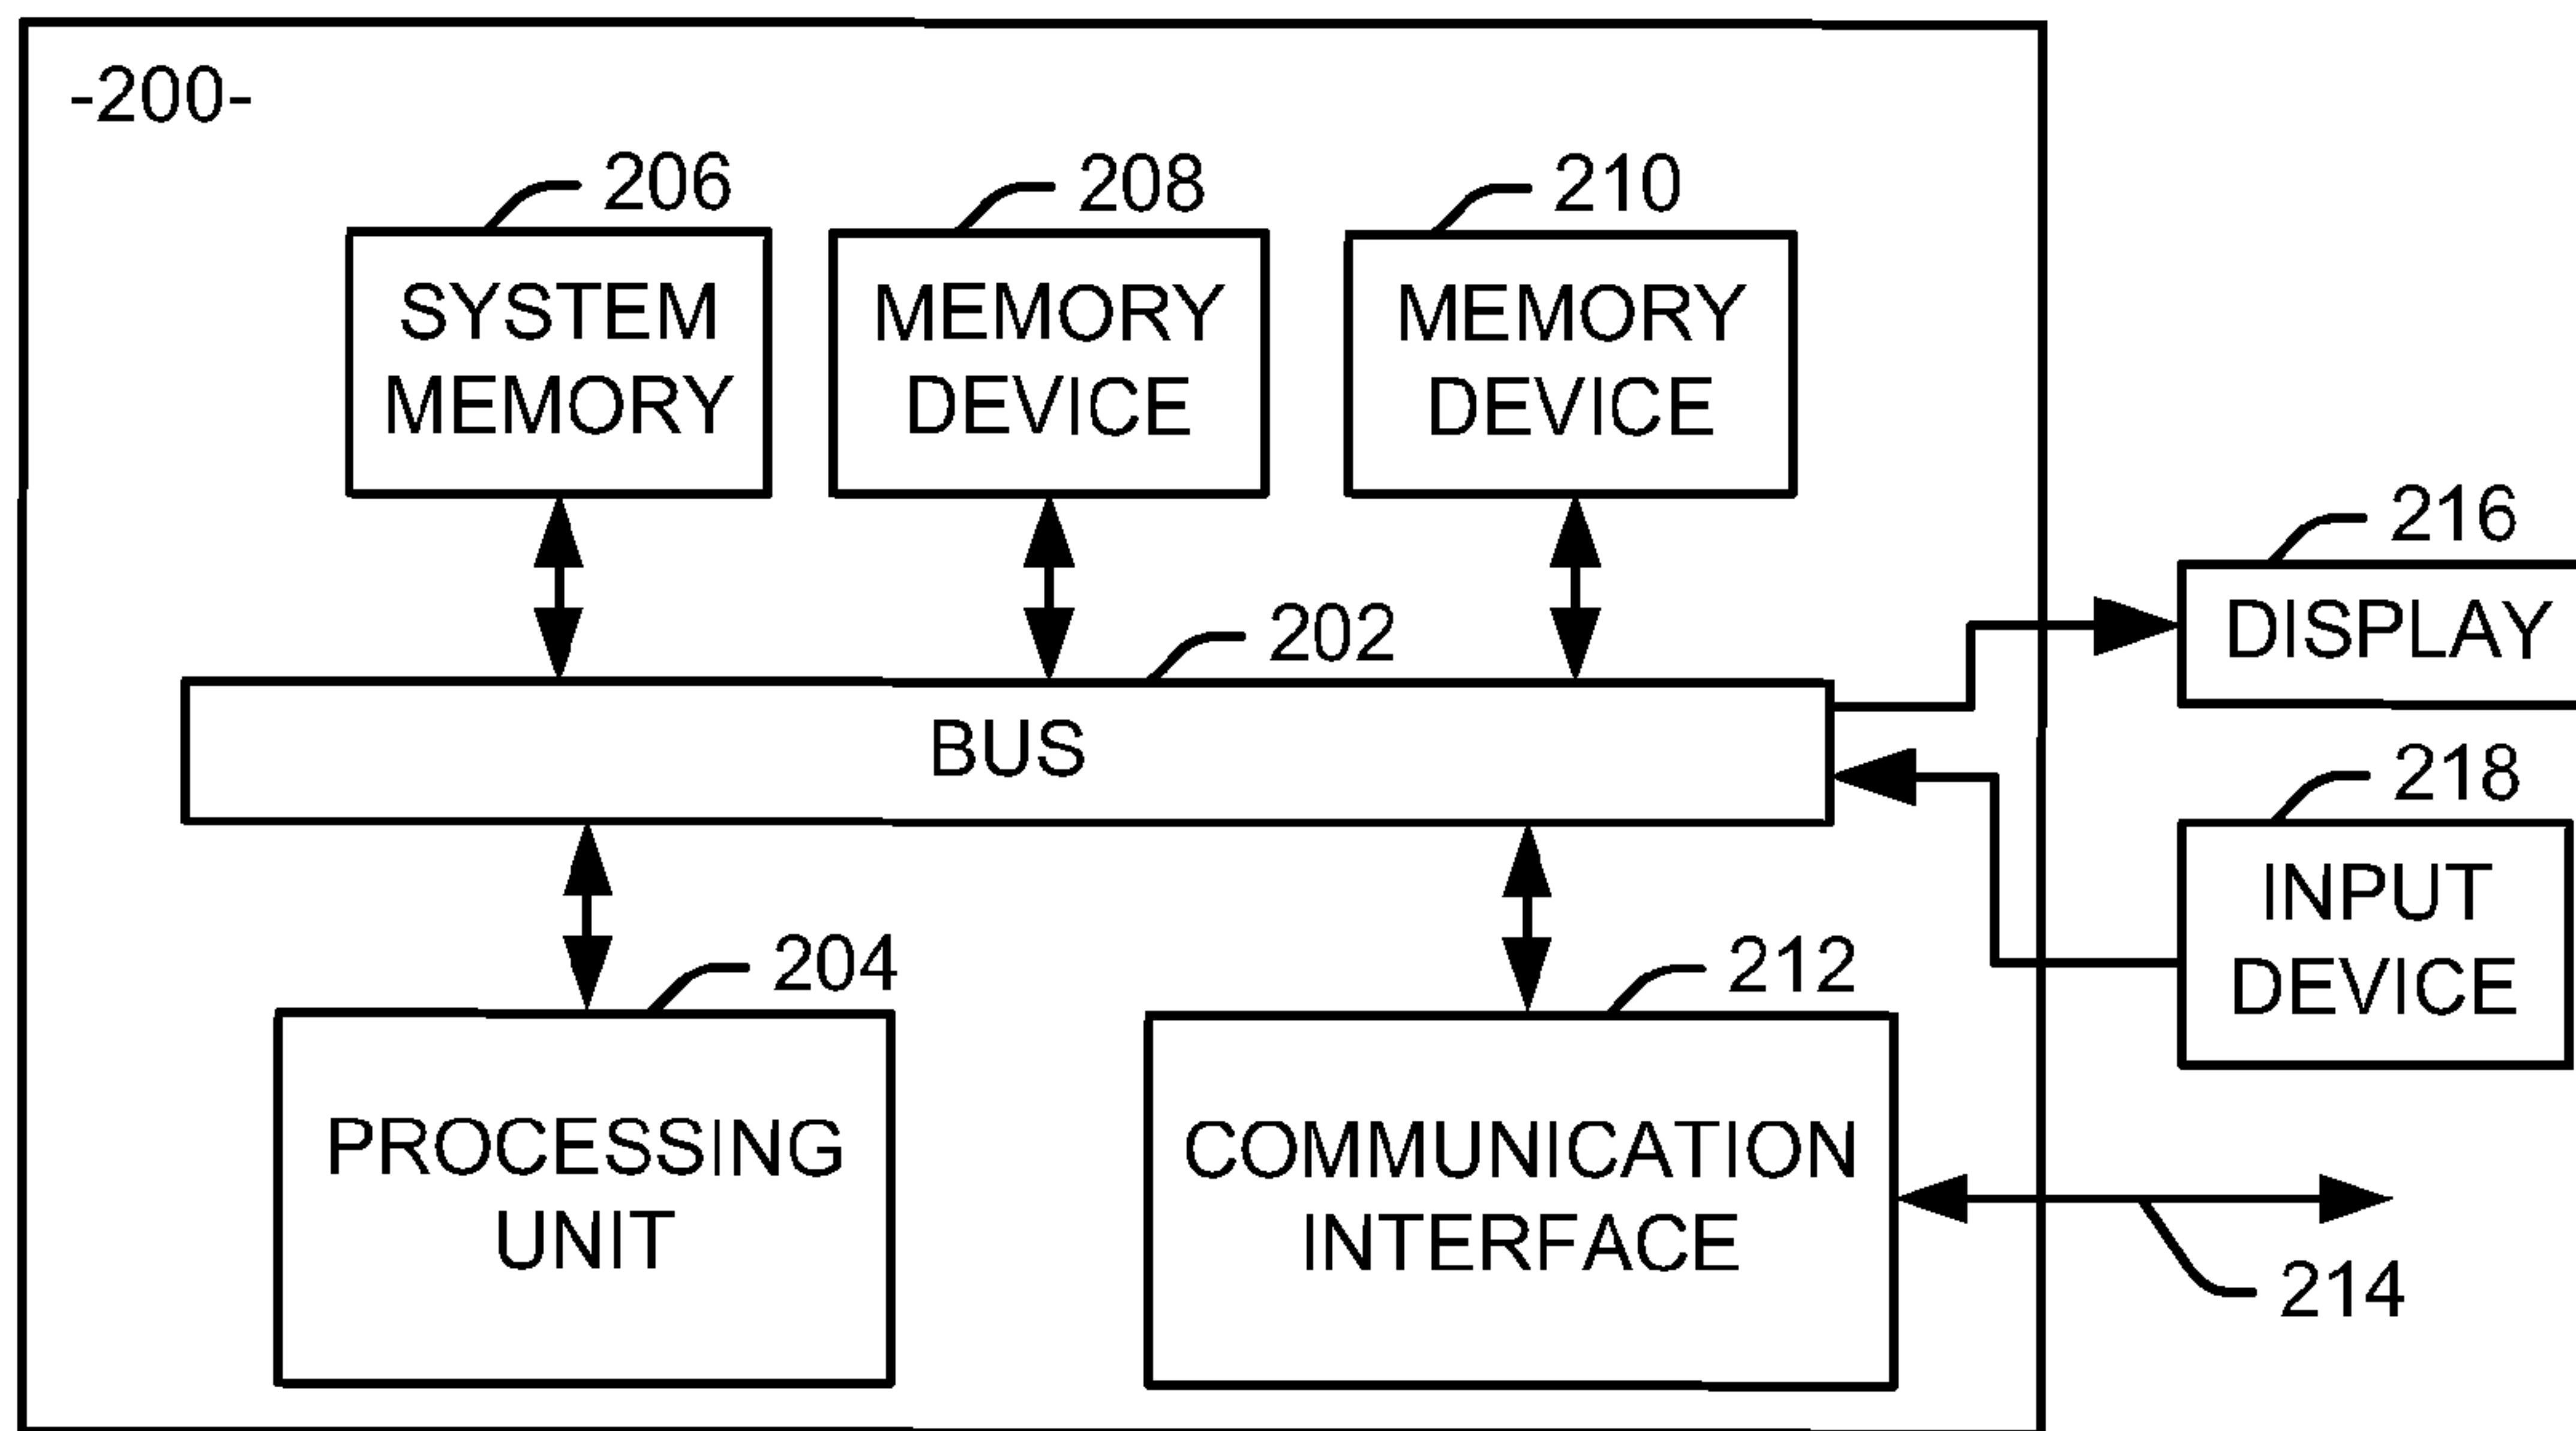 -200-
206
208
210
SYSTEM
MEMORY
MEMORY
DEVICE
MEMORY
DEVICE
216
DISPLAY
202
BUS
218
INPUT
DEVICE
204
212
PROCESSING
UNIT
COMMUNICATION
INTERFACE
214